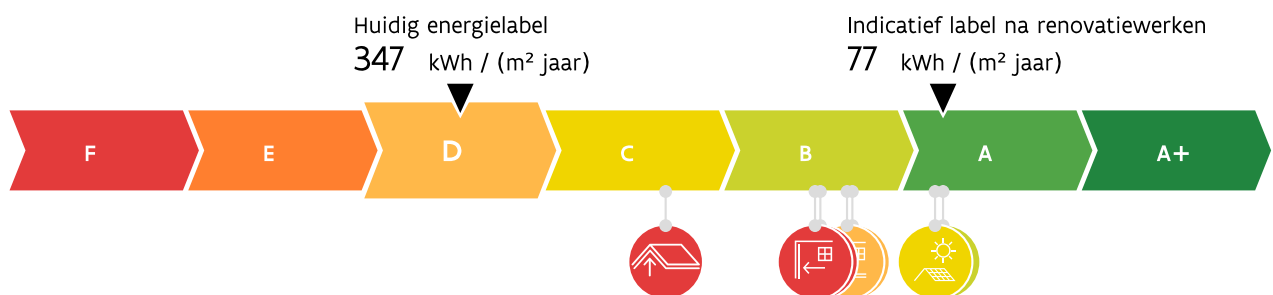 Huidig energielabel
347 kWh / (m² jaar)
Indicatief label na renovatiewerken
77 kWh / (m² jaar)
F E D C B A A+